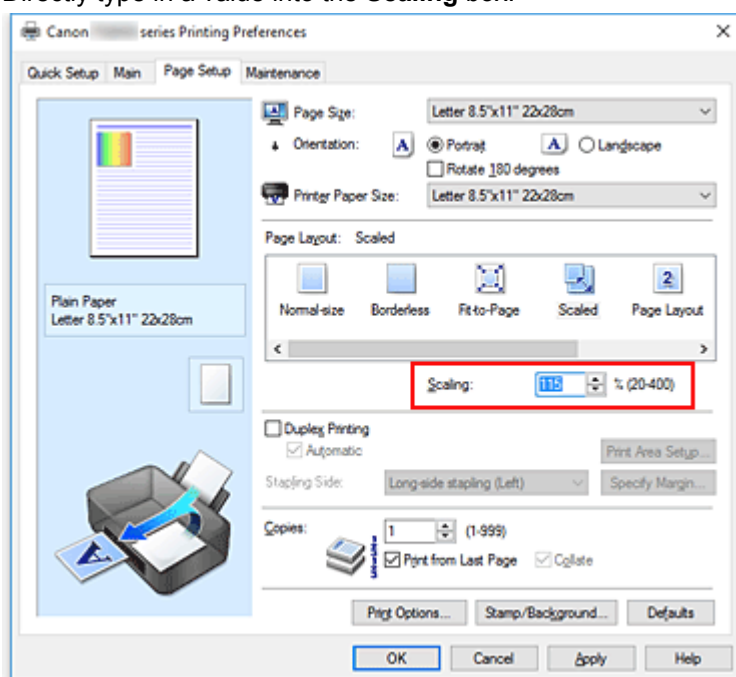 Directly type in a value into the Scaling box.
Canon series Printing Preferences
Quick Setup Main Page Setup Maintenance
Page Size: Letter 8.5"x11" 22x28cm
Orientation: A Portrait A Landscape
Rotate 180 degrees
Printer Paper Size: Letter 8.5"x11" 22x28cm
Page Layout: Scaled
2
Normal-size Borderless Fit-to-Page Scaled Page Layout
Plain Paper
Letter 8.5"x11" 22x28cm
Scaling: 115 % (20-400)
Duplex Printing
Automatic Print Area Setup...
Stapling Side: Long-side stapling (Left) Specify Margin...
Copies: 1 (1-999)
Print from Last Page Collate
A
Print Options... Stamp/Background... Defaults
OK Cancel Apply Help